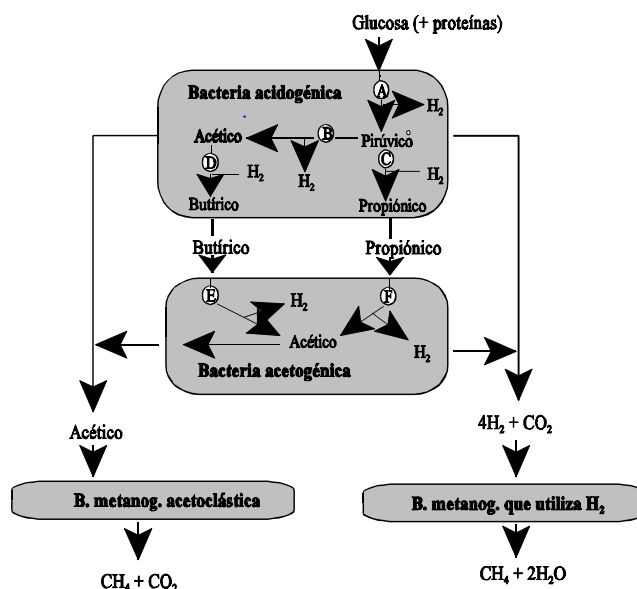 Glucosa (+ proteínas)
Bacteria acidogénica
A
H₂
Acético
B
Pirúvico
D
H₂
H₂
C
H₂
Butírico
Propiónico
Butírico
Propiónico
E
H₂
F
Acético
H₂
Bacteria acetogénica
Acético
4H₂ + CO₂
B. metanog. acetoclástica
B. metanog. que utiliza H₂
CH₄ + CO₂
CH₄ + 2H₂O